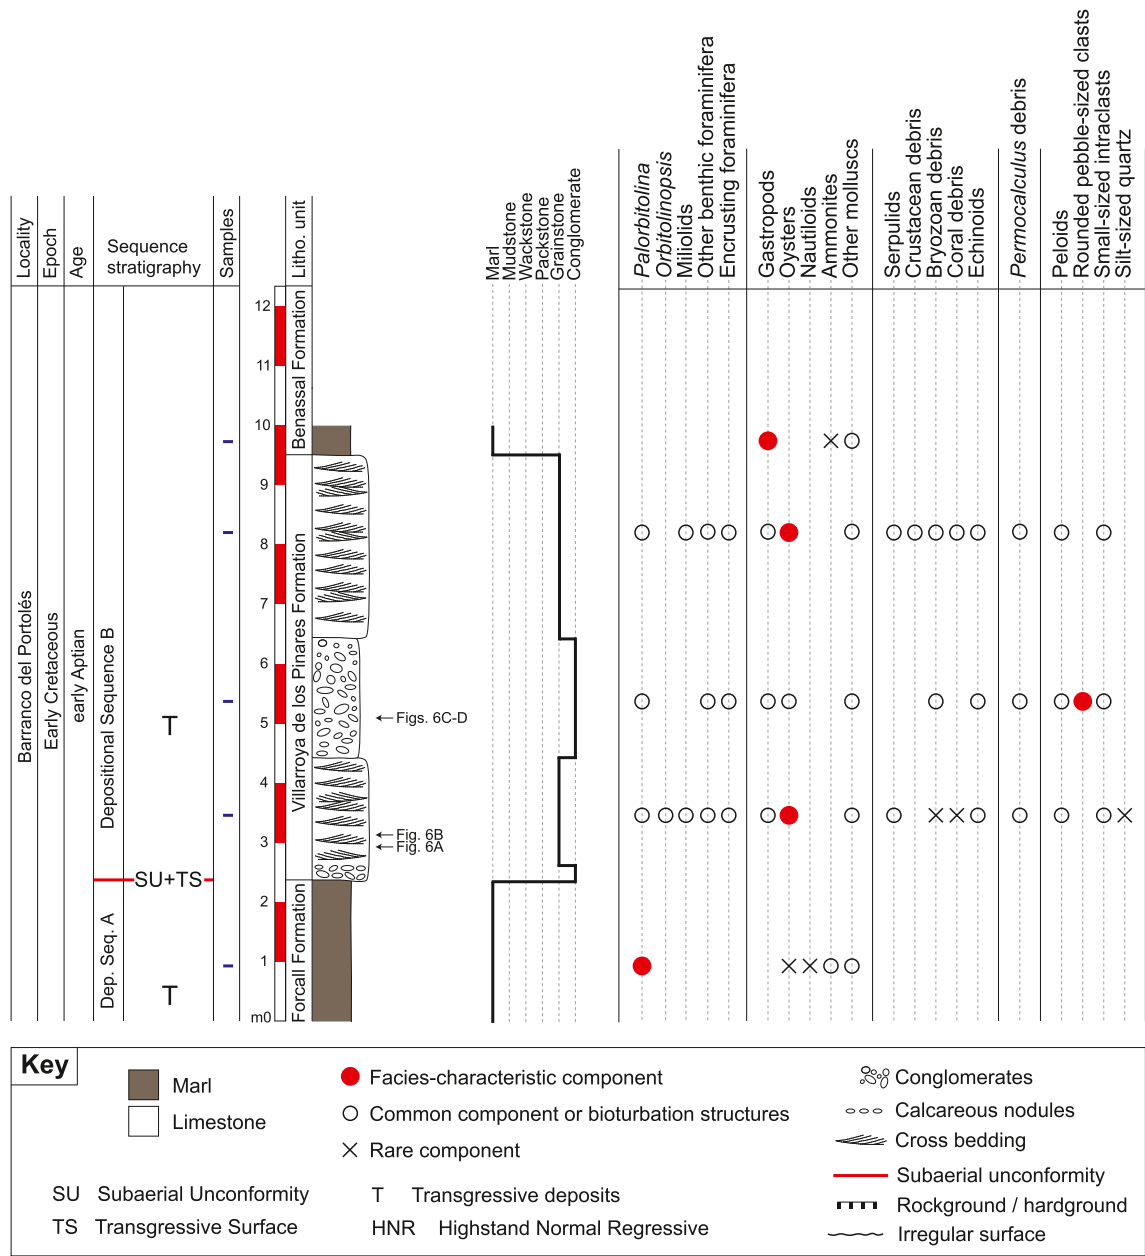 Locality
Epoch
Age
Sequence
stratigraphy
Samples
Litho. unit
Marl
Mudstone
Wackstone
Packstone
Grainstone
Conglomerate
Palorbitolina
Orbitolinopsis
Miliolids
Other benthic foraminifera
Encrusting foraminifera
Gastropods
Oysters
Nautiloids
Ammonites
Other molluscs
Serpulids
Crustacean debris
Bryozoan debris
Coral debris
Echinoids
Permocalculus debris
Peloids
Rounded pebble-sized clasts
Small-sized intraclasts
Silt-sized quartz
Barranco del Portolés
Early Cretaceous
early Aptian
Depositional Sequence B
Dep. Seq. A
T
SU+TS
T
12
11
10
9
8
7
6
5
4
3
2
1
m0
Benassal Formation
Villarroya de los Pinares Formation
Forcall Formation
Figs. 6C-D
Fig. 6B
Fig. 6A
Key
Marl
Limestone
SU Subaerial Unconformity
TS Transgressive Surface
Facies-characteristic component
Common component or bioturbation structures
Rare component
T Transgressive deposits
HNR Highstand Normal Regressive
Conglomerates
Calcareous nodules
Cross bedding
Subaerial unconformity
Rockground / hardground
Irregular surface